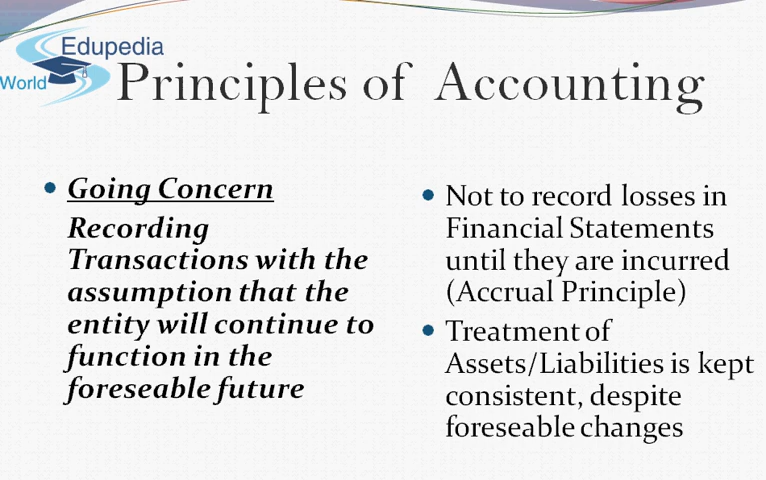 Edupedia
World
Principles of Accounting
• Going Concern
Recording
Transactions with the
assumption that the
entity will continue to
function in the
foreseable future
• Not to record losses in
Financial Statements
until they are incurred
(Accrual Principle)
• Treatment of
Assets/Liabilities is kept
consistent, despite
foreseable changes